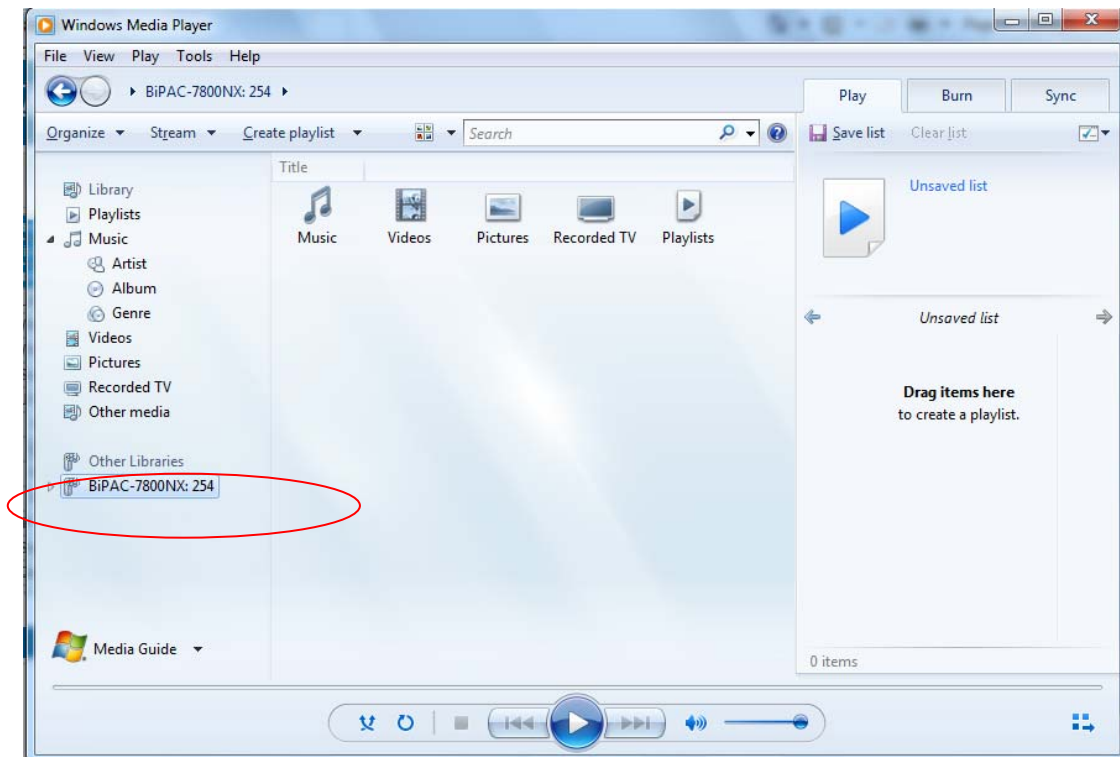 Windows Media Player
File View Play Tools Help
BiPAC-7800NX: 254
Play Burn Sync
Organize Stream Create playlist Search Save list Clear list
Title
Library
Playlists
Music
Artist
Album
Genre
Videos
Pictures
Recorded TV
Other media
Other Libraries
BiPAC-7800NX: 254
Media Guide
Music Videos Pictures Recorded TV Playlists
Unsaved list
Unsaved list
Drag items here
to create a playlist.
0 items